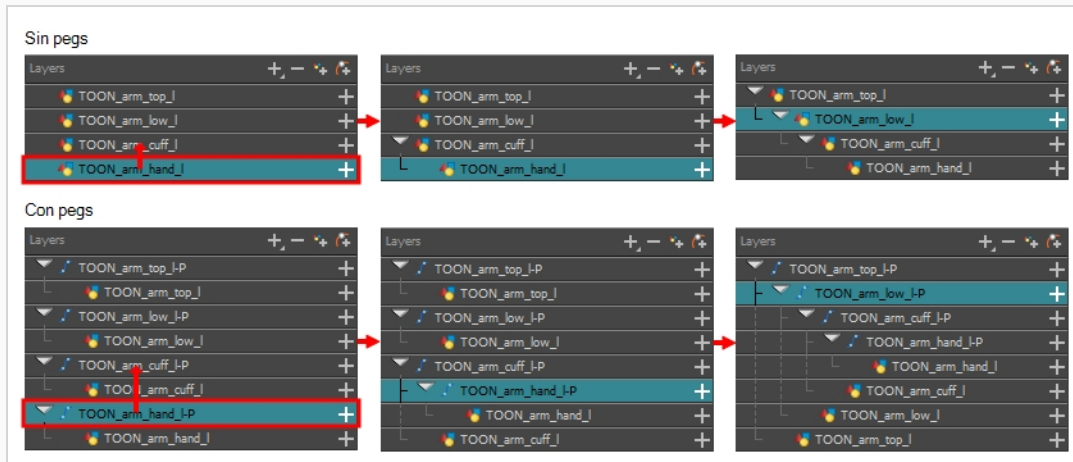 Sin pegs
Layers
TOON_arm_top_l
TOON_arm_low_l
TOON_arm_cuff_l
TOON_arm_hand_l
Layers
TOON_arm_top_l
TOON_arm_low_l
TOON_arm_cuff_l
TOON_arm_hand_l
Layers
TOON_arm_top_l
TOON_arm_low_l
TOON_arm_cuff_l
TOON_arm_hand_l
Con pegs
Layers
TOON_arm_top_l-P
TOON_arm_top_l
TOON_arm_low_l-P
TOON_arm_low_l
TOON_arm_cuff_l-P
TOON_arm_cuff_l
TOON_arm_hand_l-P
TOON_arm_hand_l
Layers
TOON_arm_top_l-P
TOON_arm_top_l
TOON_arm_low_l-P
TOON_arm_low_l
TOON_arm_cuff_l-P
TOON_arm_hand_l-P
TOON_arm_hand_l
TOON_arm_cuff_l
Layers
TOON_arm_top_l-P
TOON_arm_low_l-P
TOON_arm_cuff_l-P
TOON_arm_hand_l-P
TOON_arm_hand_l
TOON_arm_cuff_l
TOON_arm_low_l
TOON_arm_top_l